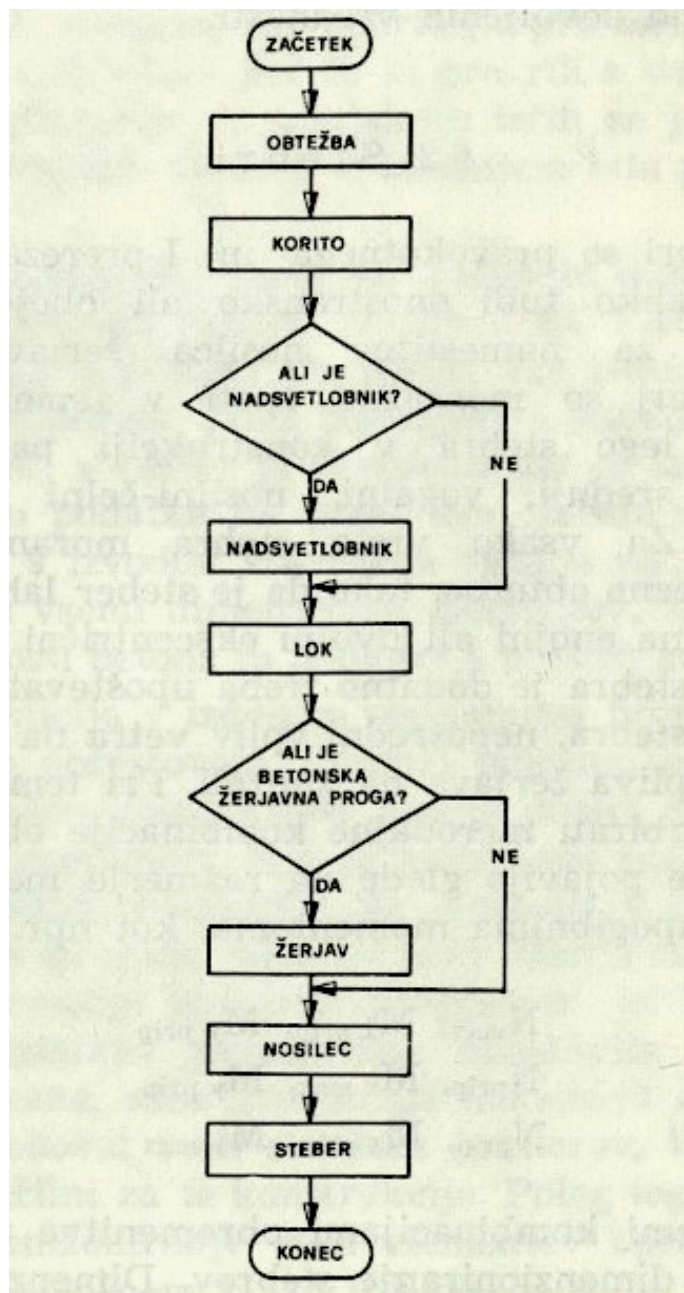 ZAČETEK
OBTEŽBA
KORITO
ALI JE
NADSVETLOBNIK?
NE
DA
NADSVETLOBNIK
LOK
ALI JE
BETONSKA
ŽERJAVNA PROGA?
NE
DA
ŽERJAV
NOSILEC
STEBER
KONEC